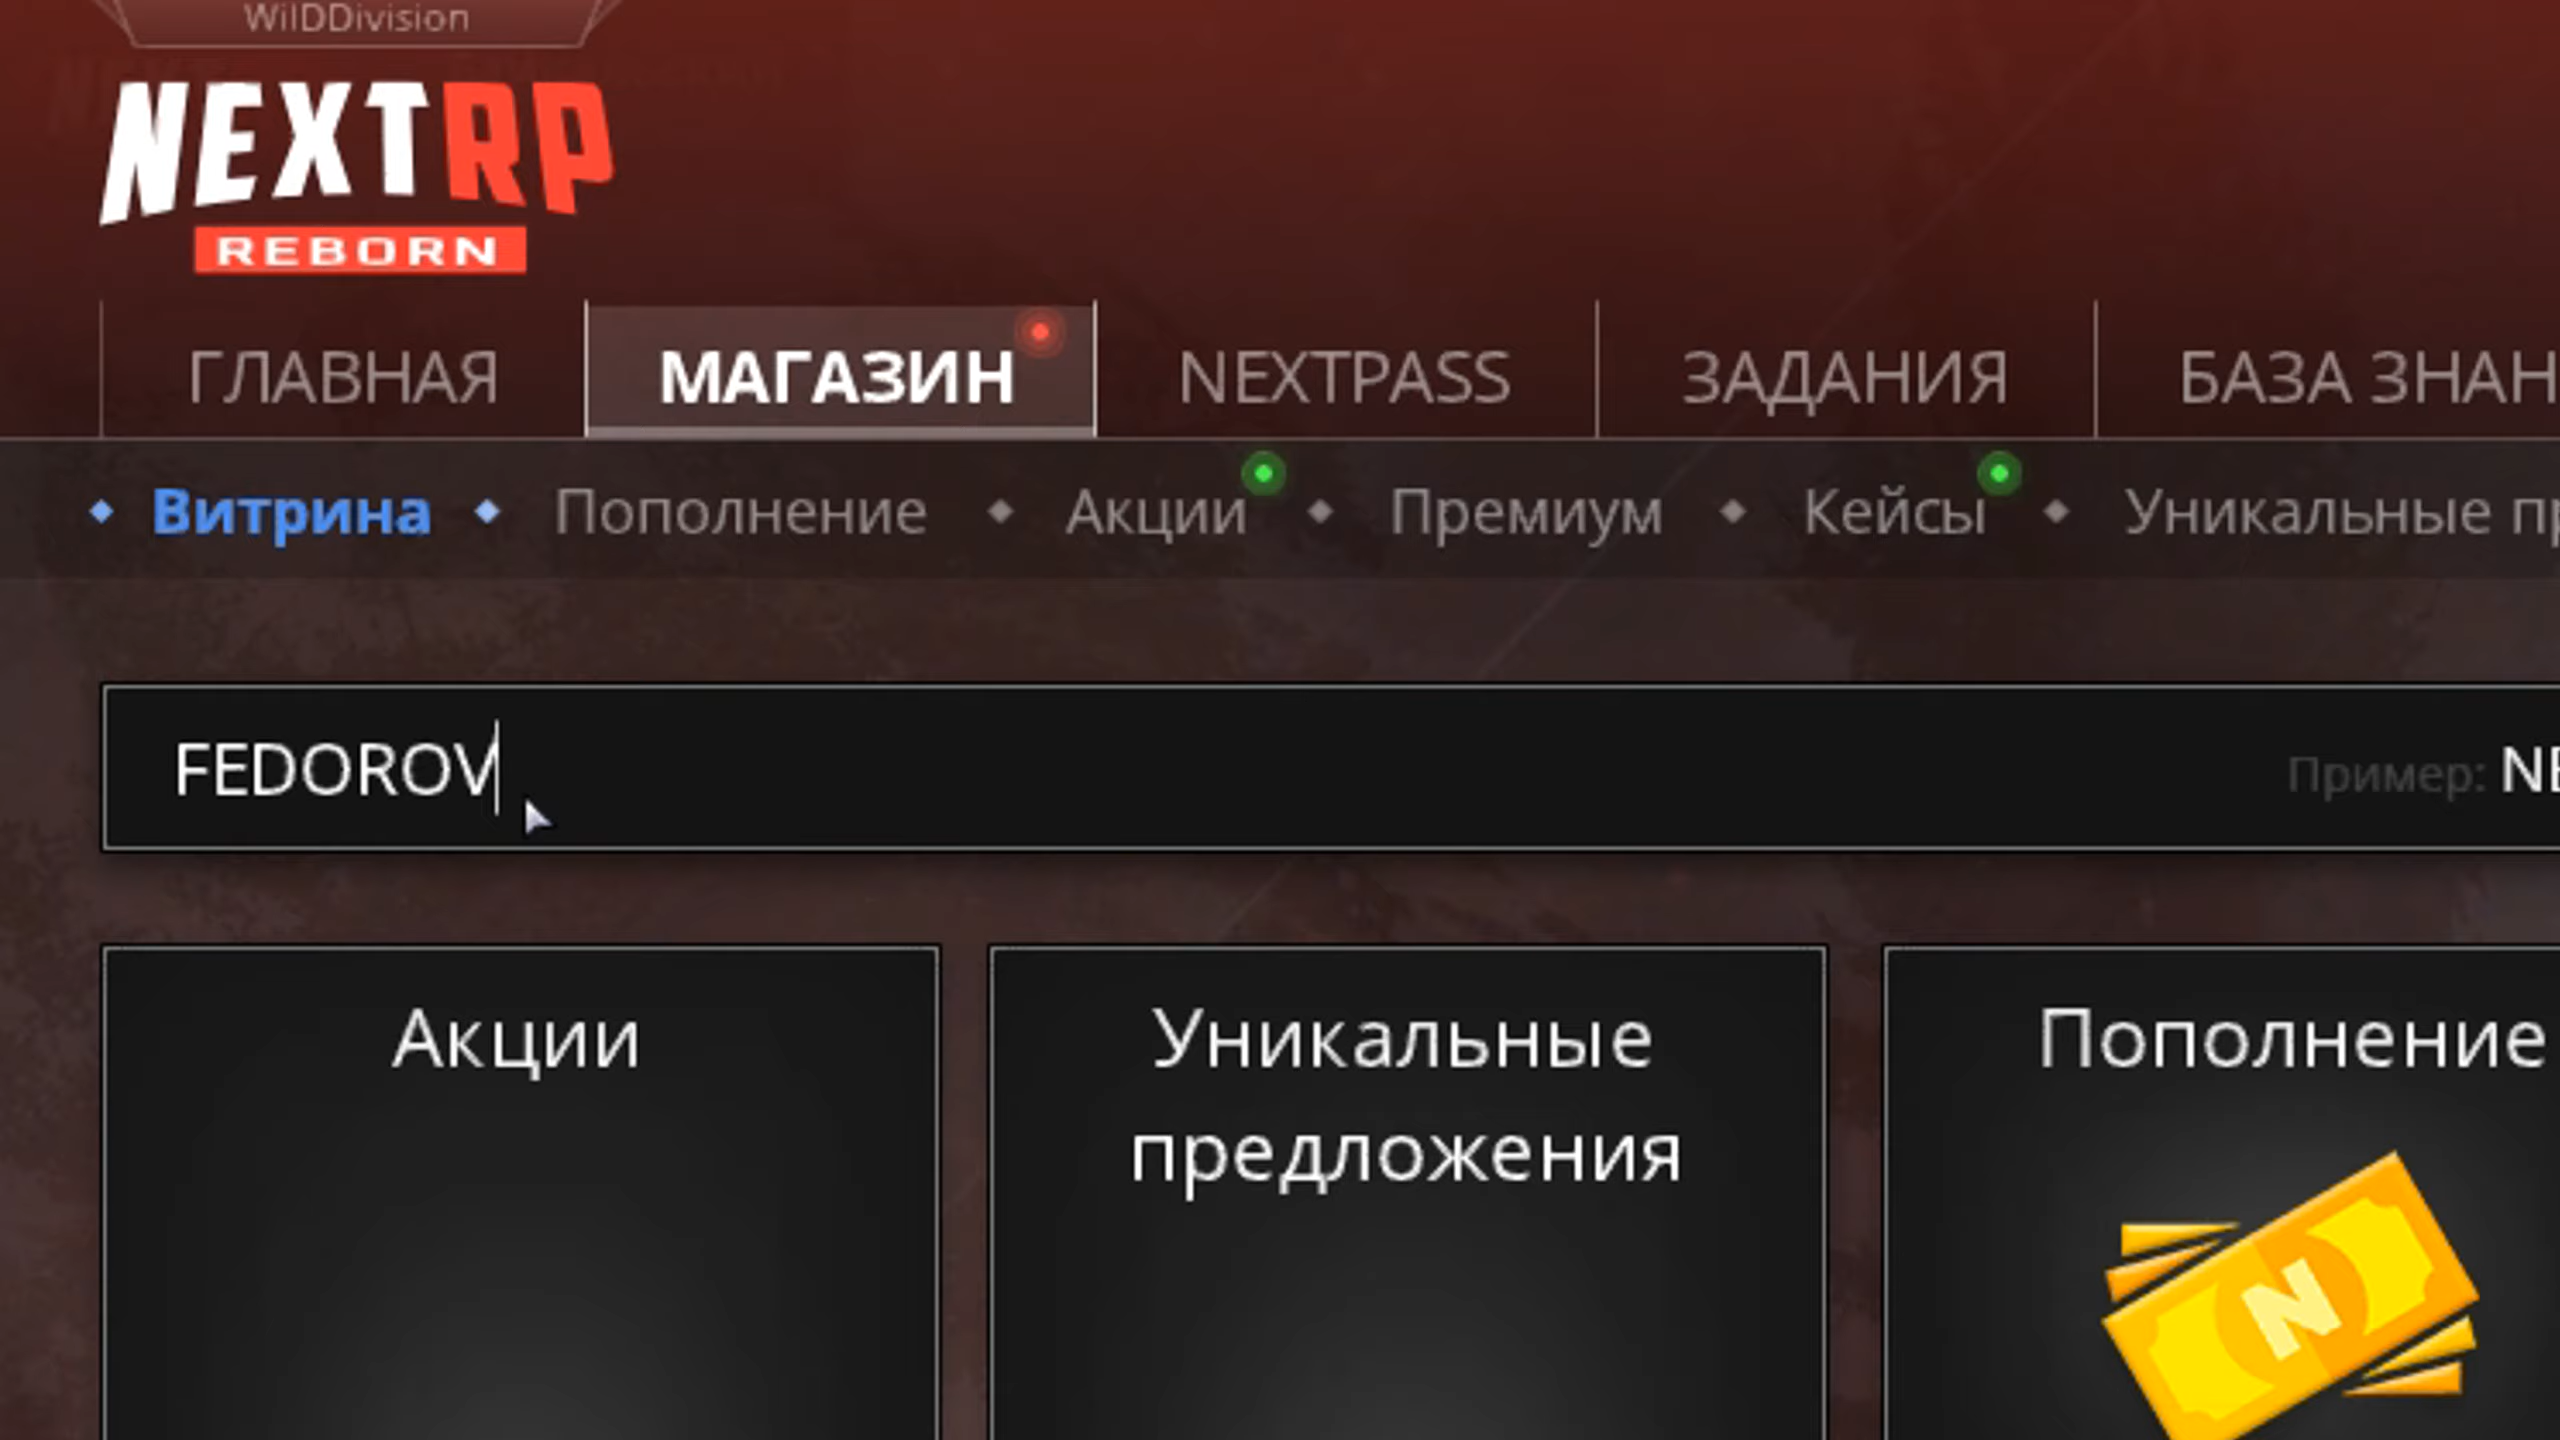 WilDDivision
NEXTRP
REBORN
ГЛАВНАЯ МАГАЗИН NEXTPASS ЗАДАНИЯ БАЗА ЗНАН
Витрина Пополнение Акции Премиум Кейсы Уникальные пр
FEDOROV Пример: NE
Акции Уникальные предложения Пополнение
N